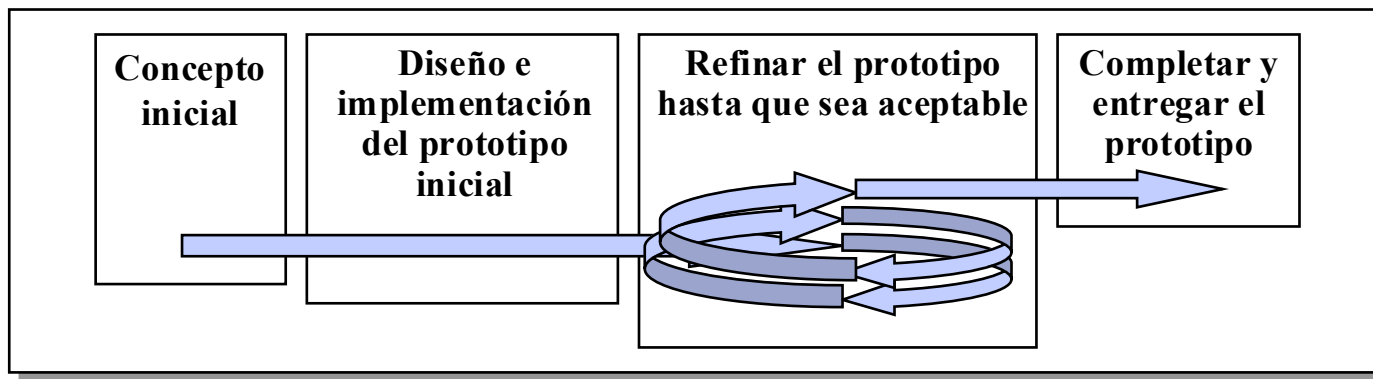 Concepto
inicial
Diseño e
implementación
del prototipo
inicial
Refinar el prototipo
hasta que sea aceptable
Completar y
entregar el
prototipo